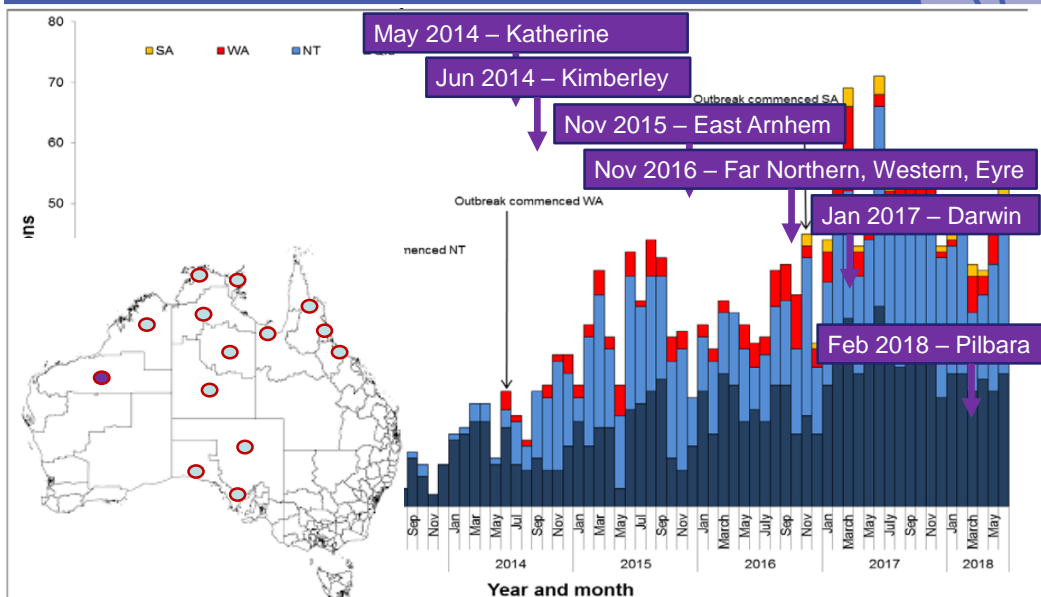 80
70
60
50
SA
WA
NT
May 2014 – Katherine
Jun 2014 – Kimberley
Outbreak commenced SA
Nov 2015 – East Arnhem
Nov 2016 – Far Northern, Western, Eyre
Outbreak commenced WA
Jan 2017 – Darwin
NT
Feb 2018 – Pilbara
Sep Nov Jan Mar May Jul Sep Nov Jan Mar May July Sep Nov Jan March May July Sep Nov Jan March May July Sep Nov Jan March May
2014 2015 2016 2017 2018
Year and month